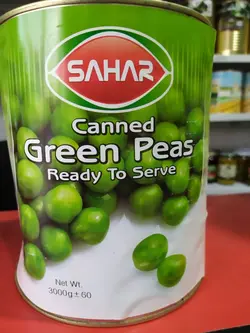 SAHAR
Canned
Green Peas
Ready To Serve
Net Wt.
3000g±60